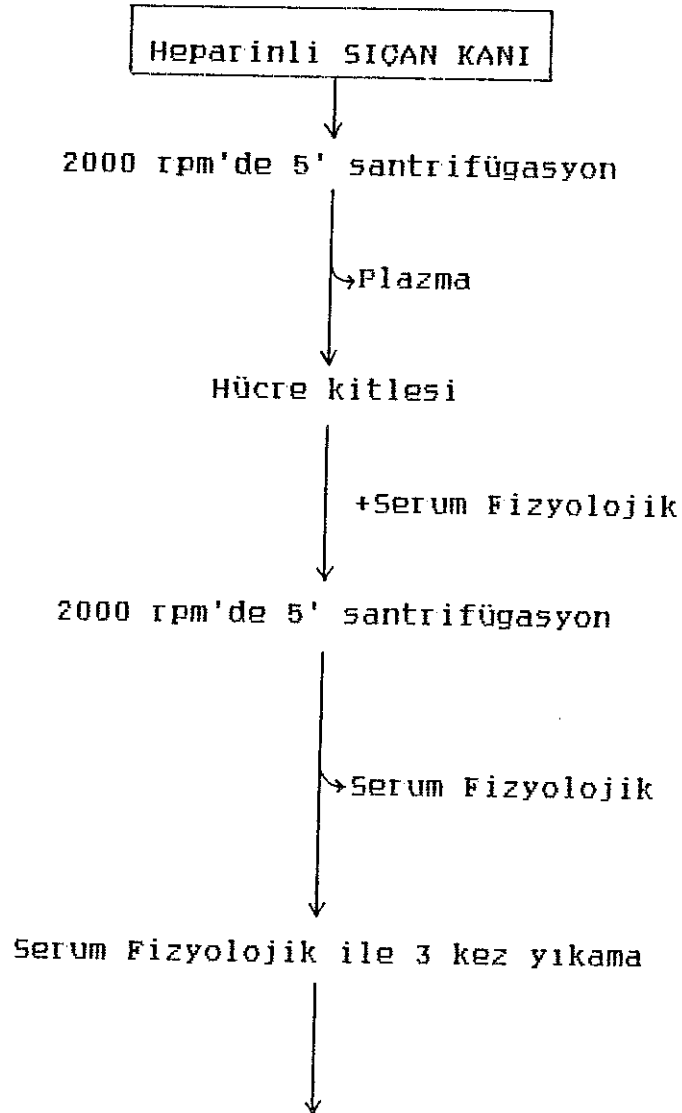 Heparinli SIÇAN KANI
2000 rpm'de 5' santrifügasyon
Plazma
Hücre kitlesi
+Serum Fizyolojik
2000 rpm'de 5' santrifügasyon
Serum Fizyolojik
Serum Fizyolojik ile 3 kez yıkama